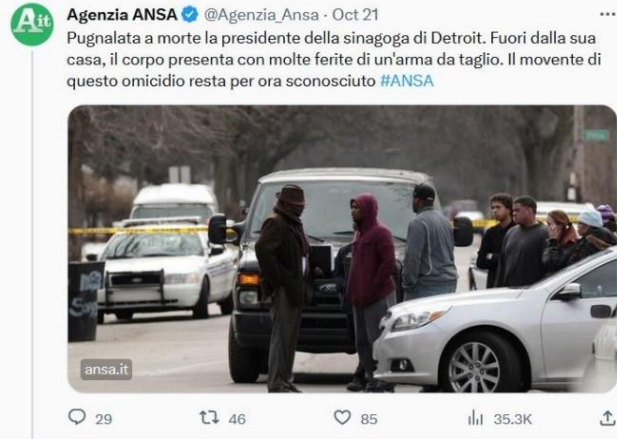 Ait
Agenzia ANSA @Agenzia_Ansa · Oct 21
Pugnalata a morte la presidente della sinagoga di Detroit. Fuori dalla sua
casa, il corpo presenta con molte ferite di un'arma da taglio. Il movente di
questo omicidio resta per ora sconosciuto #ANSA
ansa.it
29 46 85 35.3K